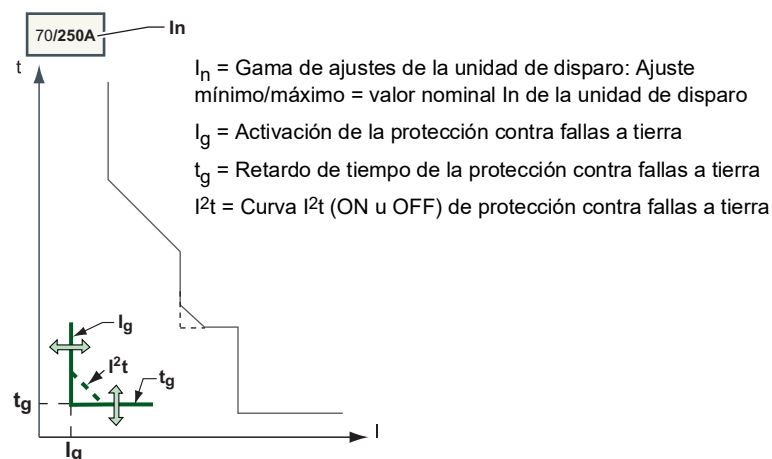 70/250A
In
t
In = Gama de ajustes de la unidad de disparo: Ajuste
mínimo/máximo = valor nominal In de la unidad de disparo
Ig = Activación de la protección contra fallas a tierra
tg = Retardo de tiempo de la protección contra fallas a tierra
I2t = Curva I2t (ON u OFF) de protección contra fallas a tierra
Ig
I2t
tg
tg
I
Ig